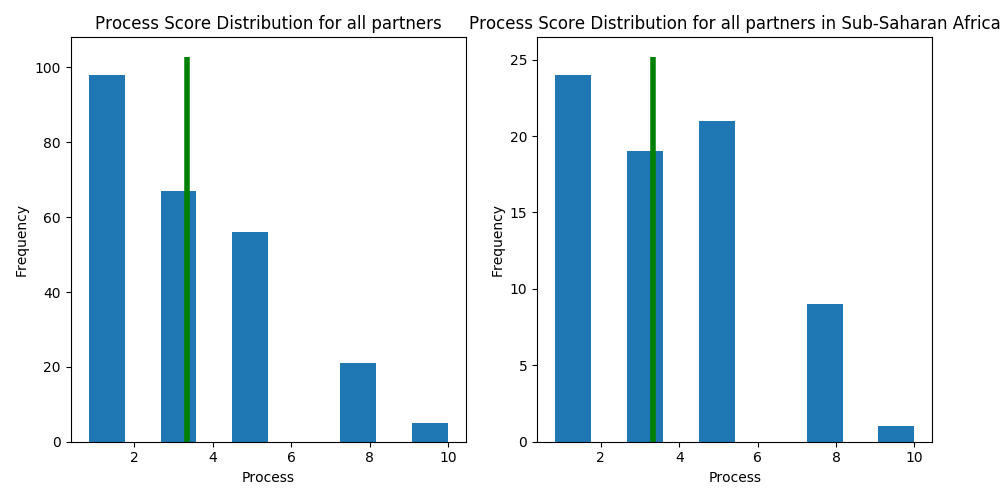 Process Score Distribution for all partners
Frequency
100
80
60
40
20
0
2 4 6 8 10
Process
Process Score Distribution for all partners in Sub-Saharan Africa
Frequency
25
20
15
10
5
0
2 4 6 8 10
Process